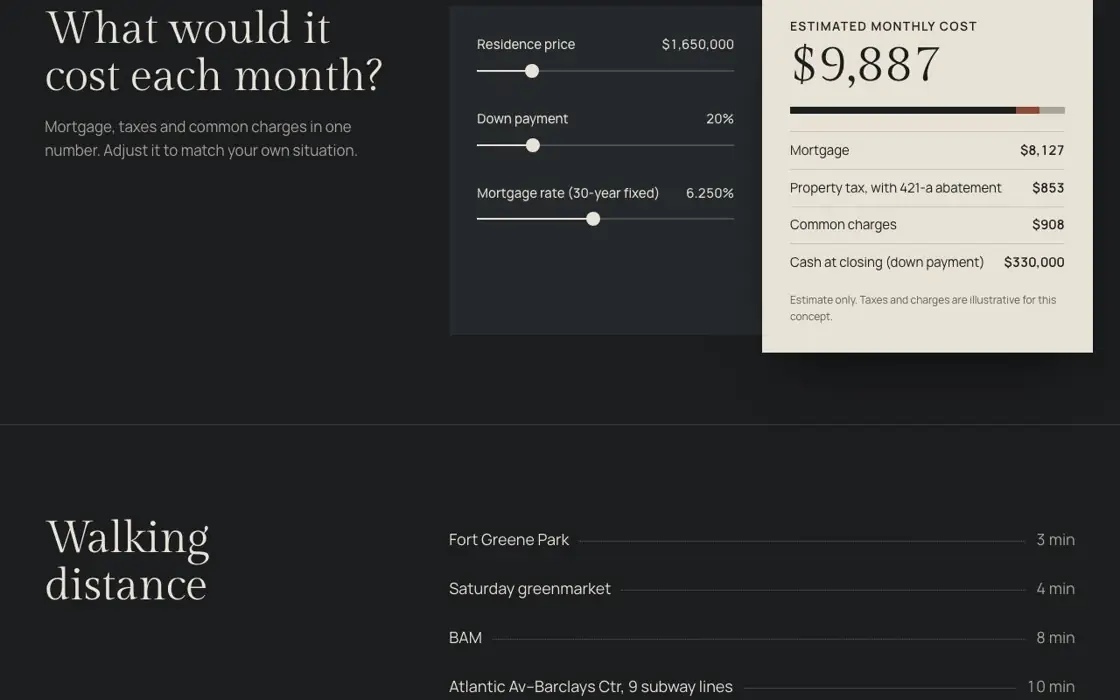 What would it
cost each month?
Mortgage, taxes and common charges in one
number. Adjust it to match your own situation.
Residence price $1,650,000
Down payment 20%
Mortgage rate (30-year fixed) 6.250%
ESTIMATED MONTHLY COST
$9,887
Mortgage $8,127
Property tax, with 421-a abatement $853
Common charges $908
Cash at closing (down payment) $330,000
Estimate only. Taxes and charges are illustrative for this
concept.
Walking
distance
Fort Greene Park 3 min
Saturday greenmarket 4 min
BAM 8 min
Atlantic Av–Barclays Ctr, 9 subway lines 10 min